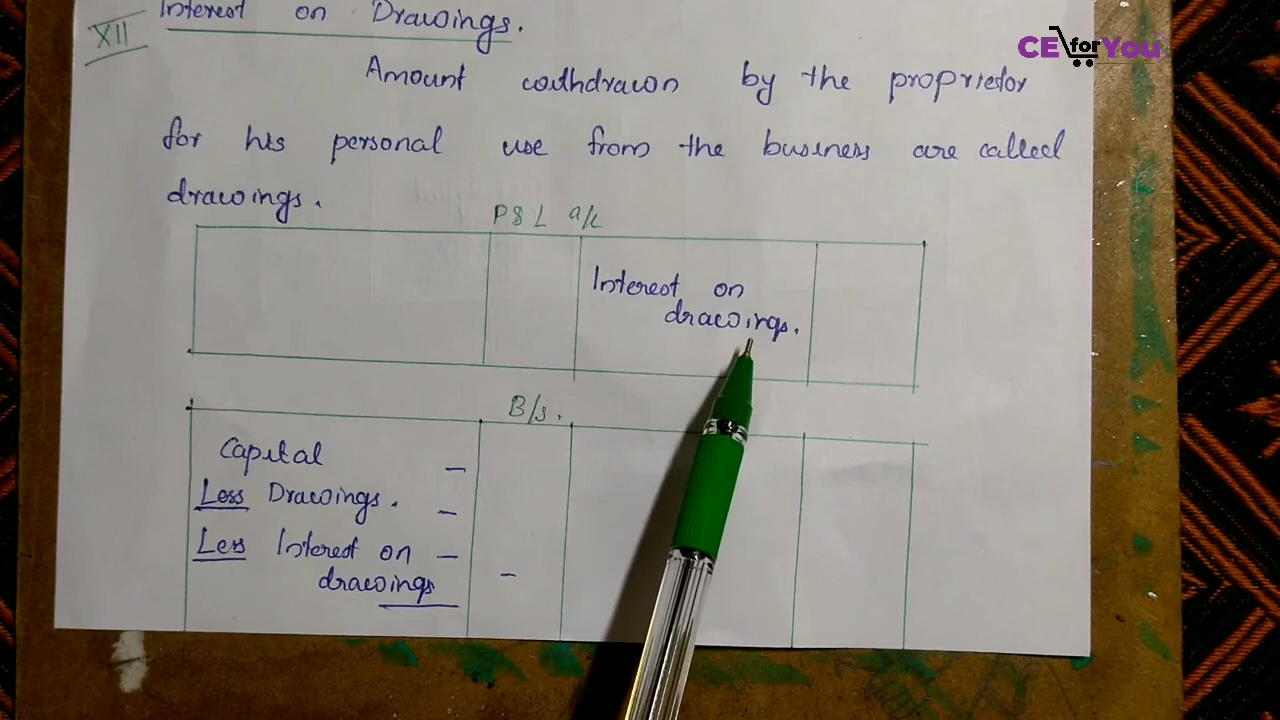 Interest on Drawings.
XII
CE for You
Amount withdrawn by the proprietor
for his personal use from the business are called
drawings.
P & L a/c
Interest on
drawings.
B/s.
Capital -
Less Drawings. -
Less Interest on -
drawings -